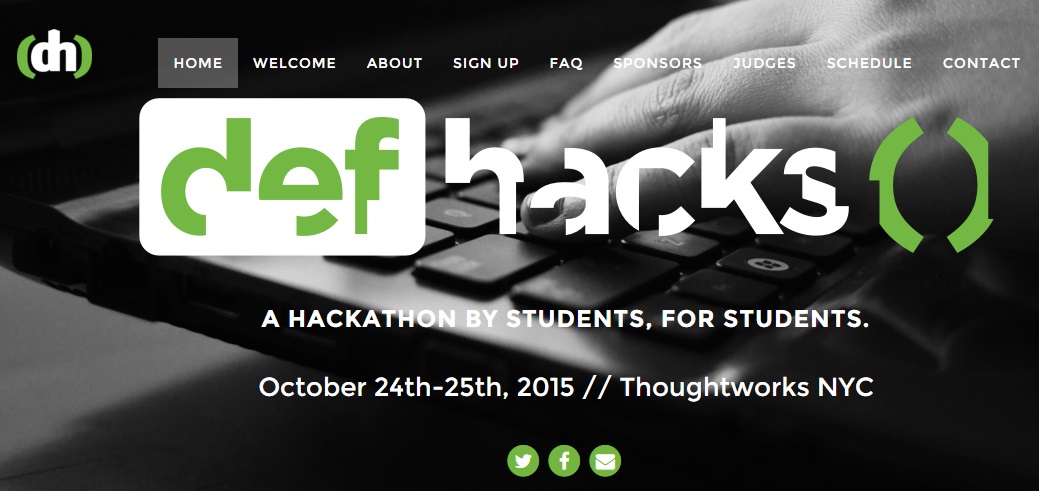 (dh)
HOME WELCOME ABOUT SIGN UP FAQ SPONSORS JUDGES SCHEDULE CONTACT
def hacks ()
A HACKATHON BY STUDENTS, FOR STUDENTS.
October 24th-25th, 2015 // Thoughtworks NYC